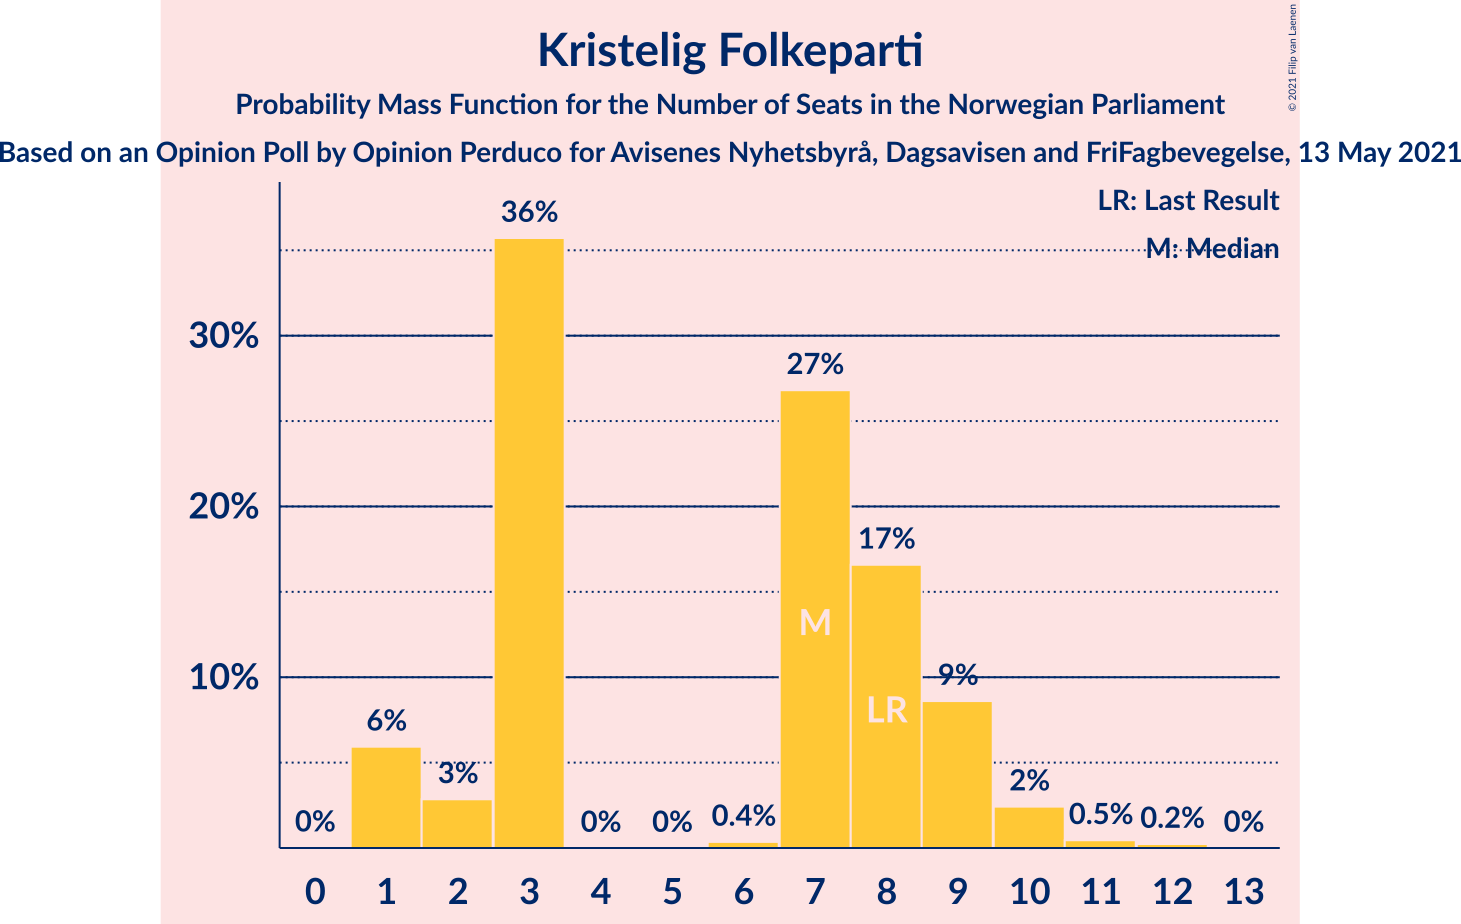 Kristelig Folkeparti
Probability Mass Function for the Number of Seats in the Norwegian Parliament
Based on an Opinion Poll by Opinion Perduco for Avisenes Nyhetsbyrå, Dagsavisen and FriFagbevegelse, 13 May 2021
© 2021 Filip van Laenen
LR: Last Result
M: Median
36%
30%
27%
20%
17%
M
10%
9%
LR
6%
3%
2%
0%
0%
0%
0.4%
0.5%
0.2%
0%
0 1 2 3 4 5 6 7 8 9 10 11 12 13